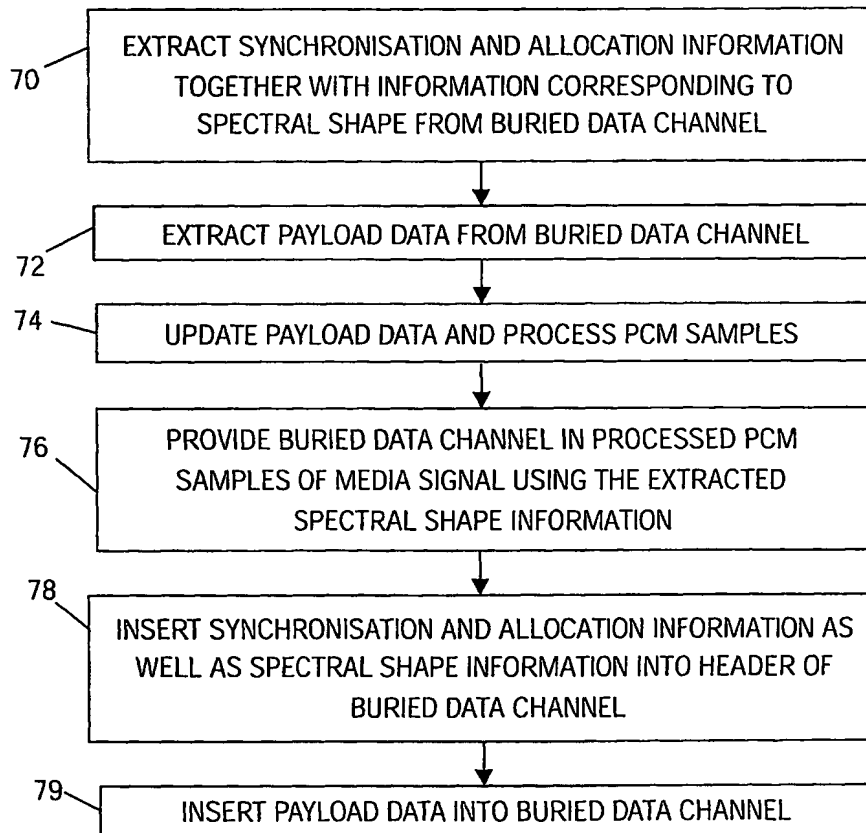 70
EXTRACT SYNCHRONISATION AND ALLOCATION INFORMATION
TOGETHER WITH INFORMATION CORRESPONDING TO
SPECTRAL SHAPE FROM BURIED DATA CHANNEL
72
EXTRACT PAYLOAD DATA FROM BURIED DATA CHANNEL
74
UPDATE PAYLOAD DATA AND PROCESS PCM SAMPLES
76
PROVIDE BURIED DATA CHANNEL IN PROCESSED PCM
SAMPLES OF MEDIA SIGNAL USING THE EXTRACTED
SPECTRAL SHAPE INFORMATION
78
INSERT SYNCHRONISATION AND ALLOCATION INFORMATION AS
WELL AS SPECTRAL SHAPE INFORMATION INTO HEADER OF
BURIED DATA CHANNEL
79
INSERT PAYLOAD DATA INTO BURIED DATA CHANNEL